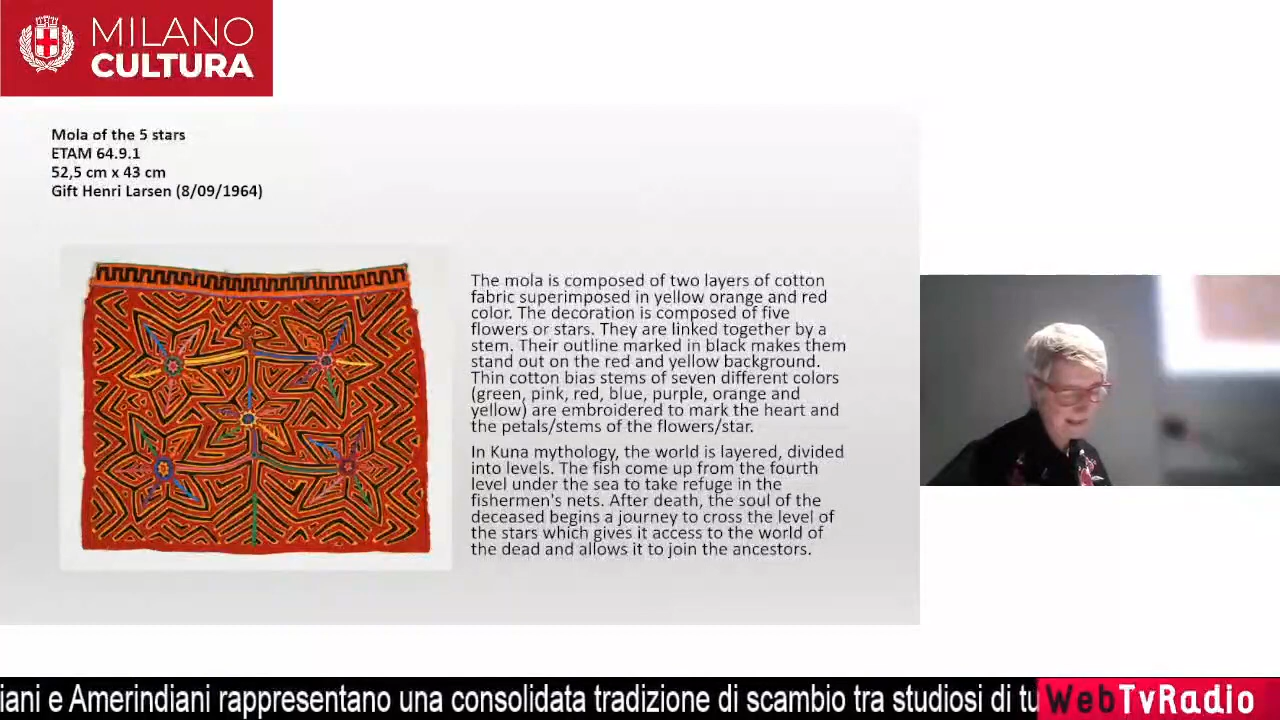 MILANO
CULTURA
Mola of the 5 stars
ETAM 64.9.1
52,5 cm x 43 cm
Gift Henri Larsen (8/09/1964)
The mola is composed of two layers of cotton
fabric superimposed in yellow orange and red
color. The decoration is composed of five
flowers or stars. They are linked together by a
stem. Their outline marked in black makes them
stand out on the red and yellow background.
Thin cotton bias stems of seven different colors
(green, pink, red, blue, purple, orange and
yellow) are embroidered to mark the heart and
the petals/stems of the flowers/star.
In Kuna mythology, the world is layered, divided
into levels. The fish come up from the fourth
level under the sea to take refuge in the
fishermen's nets. After death, the soul of the
deceased begins a journey to cross the level of
the stars which gives it access to the world of
the dead and allows it to join the ancestors.
iani e Amerindiani rappresentano una consolidata tradizione di scambio tra studiosi di tu
WebTvRadio